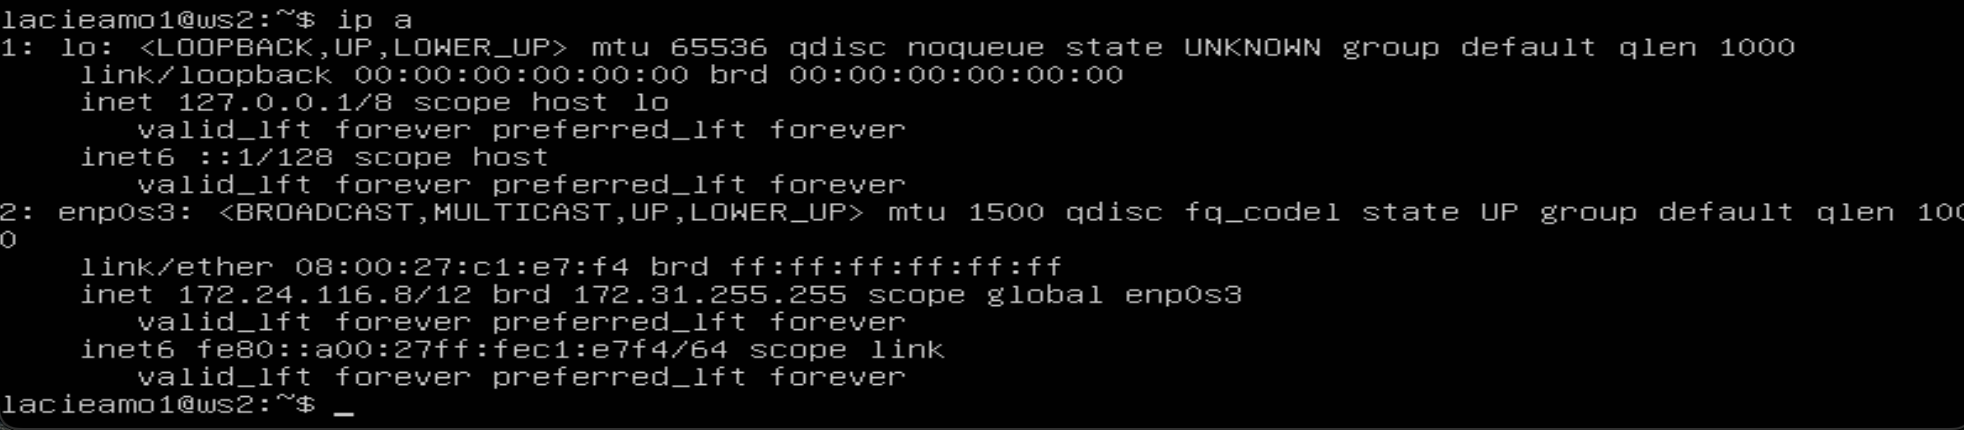 lacieamo1@ws2:~$ ip a
1: lo: <LOOPBACK,UP,LOWER_UP> mtu 65536 qdisc noqueue state UNKNOWN group default qlen 1000
    link/loopback 00:00:00:00:00:00 brd 00:00:00:00:00:00
    inet 127.0.0.1/8 scope host lo
       valid_lft forever preferred_lft forever
    inet6 ::1/128 scope host
       valid_lft forever preferred_lft forever
2: enp0s3: <BROADCAST,MULTICAST,UP,LOWER_UP> mtu 1500 qdisc fq_codel state UP group default qlen 100
0
    link/ether 08:00:27:c1:e7:f4 brd ff:ff:ff:ff:ff:ff
    inet 172.24.116.8/12 brd 172.31.255.255 scope global enp0s3
       valid_lft forever preferred_lft forever
    inet6 fe80::a00:27ff:fec1:e7f4/64 scope link
       valid_lft forever preferred_lft forever
lacieamo1@ws2:~$ _